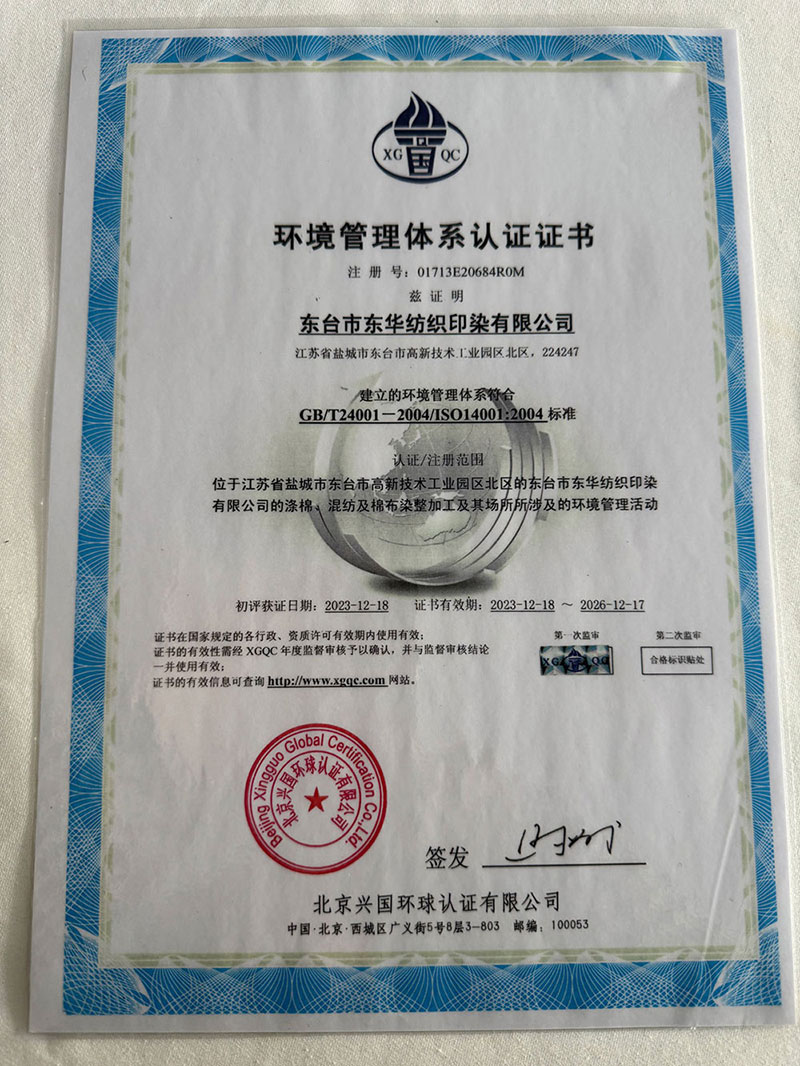 XG 国 QC
环境管理体系认证证书
注 册 号：01713E20684R0M
兹 证 明
东台市东华纺织印染有限公司
江苏省盐城市东台市高新技术工业园区北区，224247
建立的环境管理体系符合
GB/T24001－2004/ISO14001:2004 标准
认证/注册范围
位于江苏省盐城市东台市高新技术工业园区北区的东台市东华纺织印染
有限公司的涤棉、混纺及棉布染整加工及其场所所涉及的环境管理活动
初评获证日期：2023-12-18 证书有效期：2023-12-18 ～ 2026-12-17
证书在国家规定的各行政、资质许可有效期内使用有效；
证书的有效性需经 XGQC 年度监督审核予以确认，并与监督审核结论
一并使用有效；
证书的有效信息可查询 http://www.xgqc.com 网站。
第一次监审
XG QC
第二次监审
合格标识贴处
Beijing Xingguo Global Certification Co.,Ltd.
北京兴国环球认证有限公司
签发
北京兴国环球认证有限公司
中国·北京·西城区广义街5号8层3-803 邮编：100053